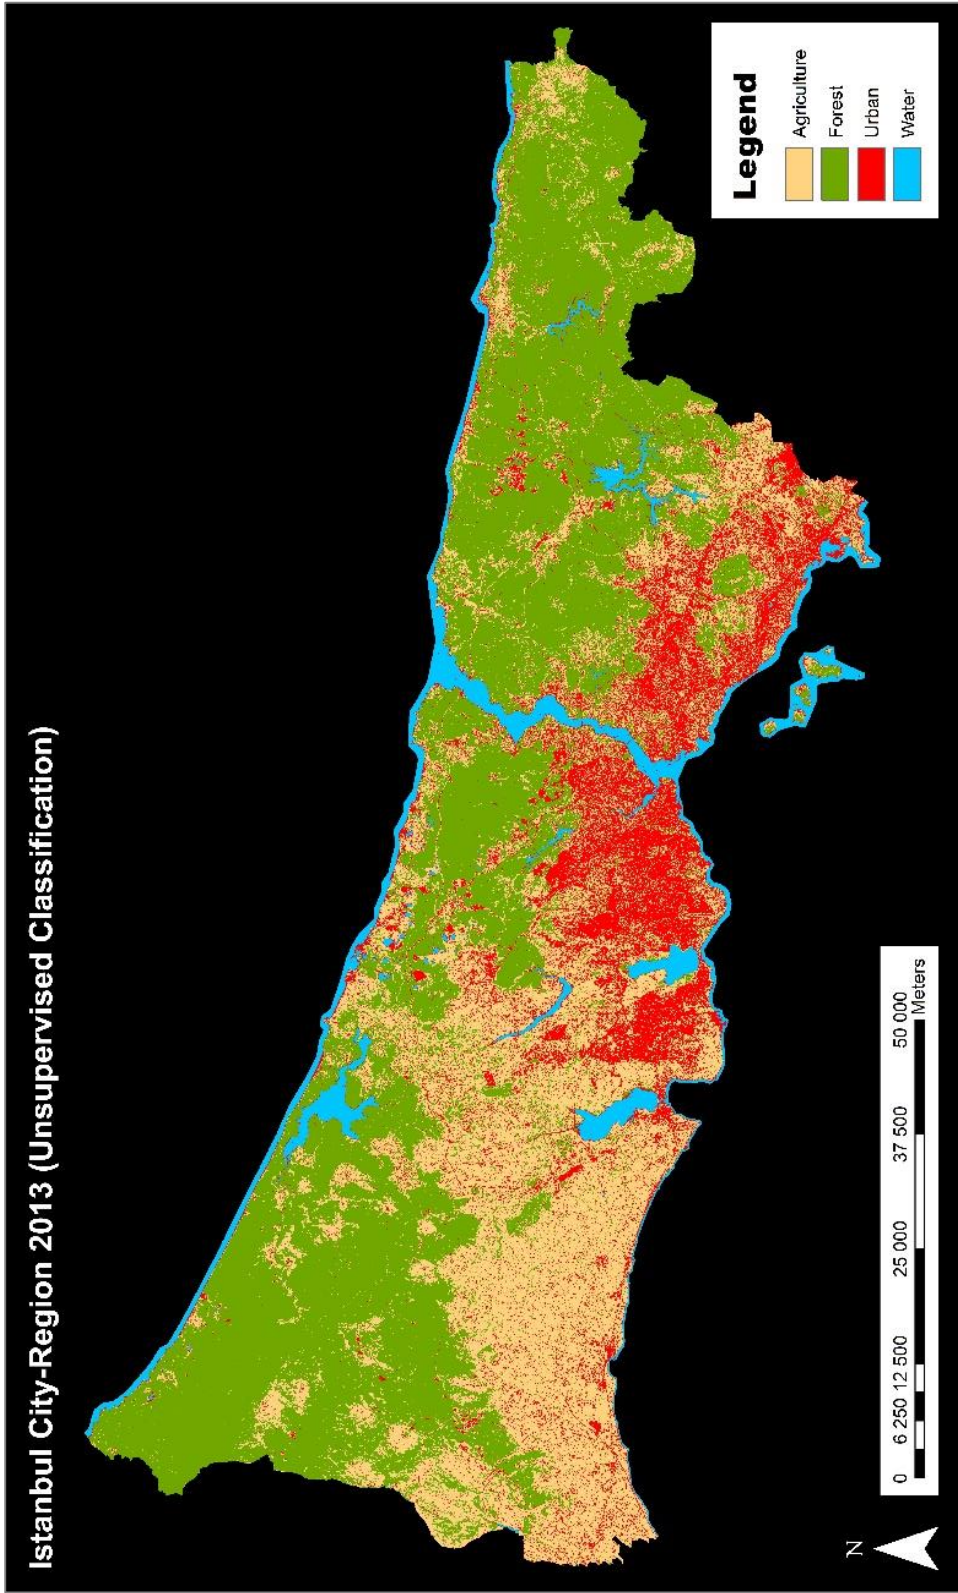 Istanbul City-Region 2013 (Unsupervised Classification)
Legend
Agriculture
Forest
Urban
Water
N
0 6 250 12 500 25 000 37 500 50 000
Meters